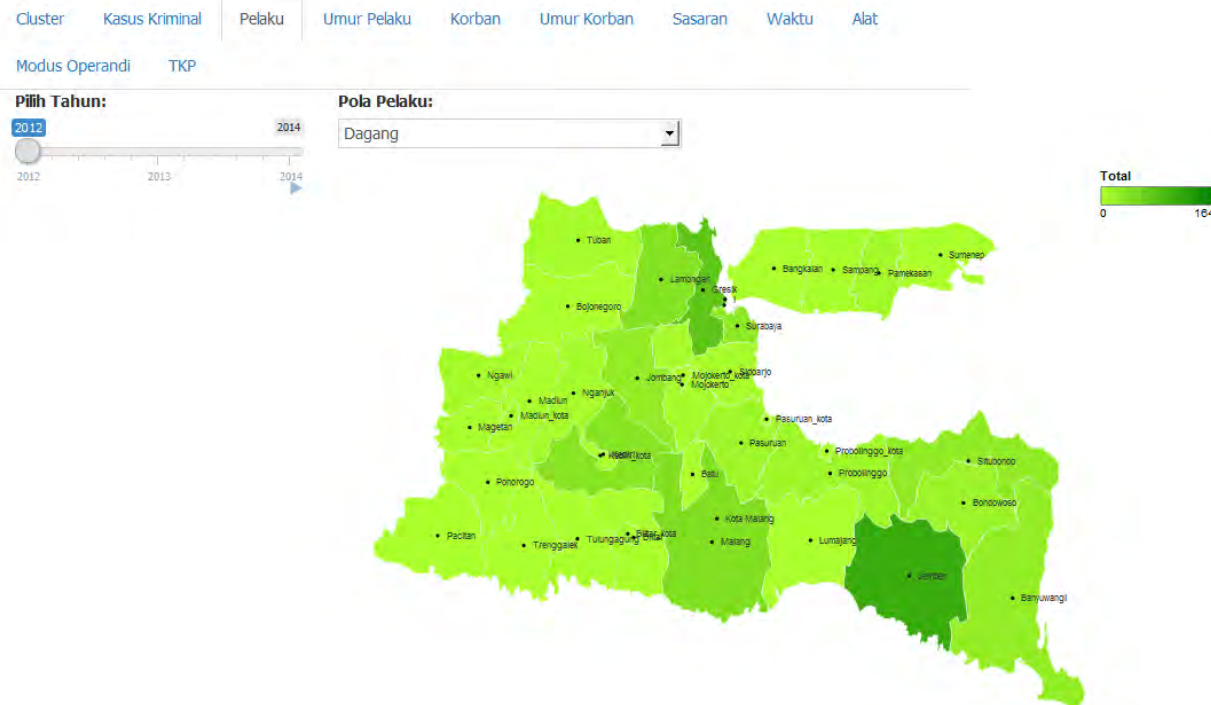 Cluster Kasus Kriminal Pelaku Umur Pelaku Korban Umur Korban Sasaran Waktu Alat
Modus Operandi TKP
Pilih Tahun: Pola Pelaku:
2012 2014
Dagang
2012 2013 2014
Total
0 164
Tuban
Sumenep
Bangkalan Sampang Pamekasan
Lamongan
Gresik
Bojonegoro
Surabaya
Sidoarjo
Ngawi Jombang Mojokerto_kota
Mojokerto
Madiun Nganjuk
Madiun_kota
Magetan
Pasuruan_kota
Pasuruan
Probolinggo_kota
Situbondo
Probolinggo
Batu
Ponorogo
Bondowoso
Kota Malang
Pacitan
Trenggalek Tulungagung Malang Lumajang
Jember
Banyuwangi